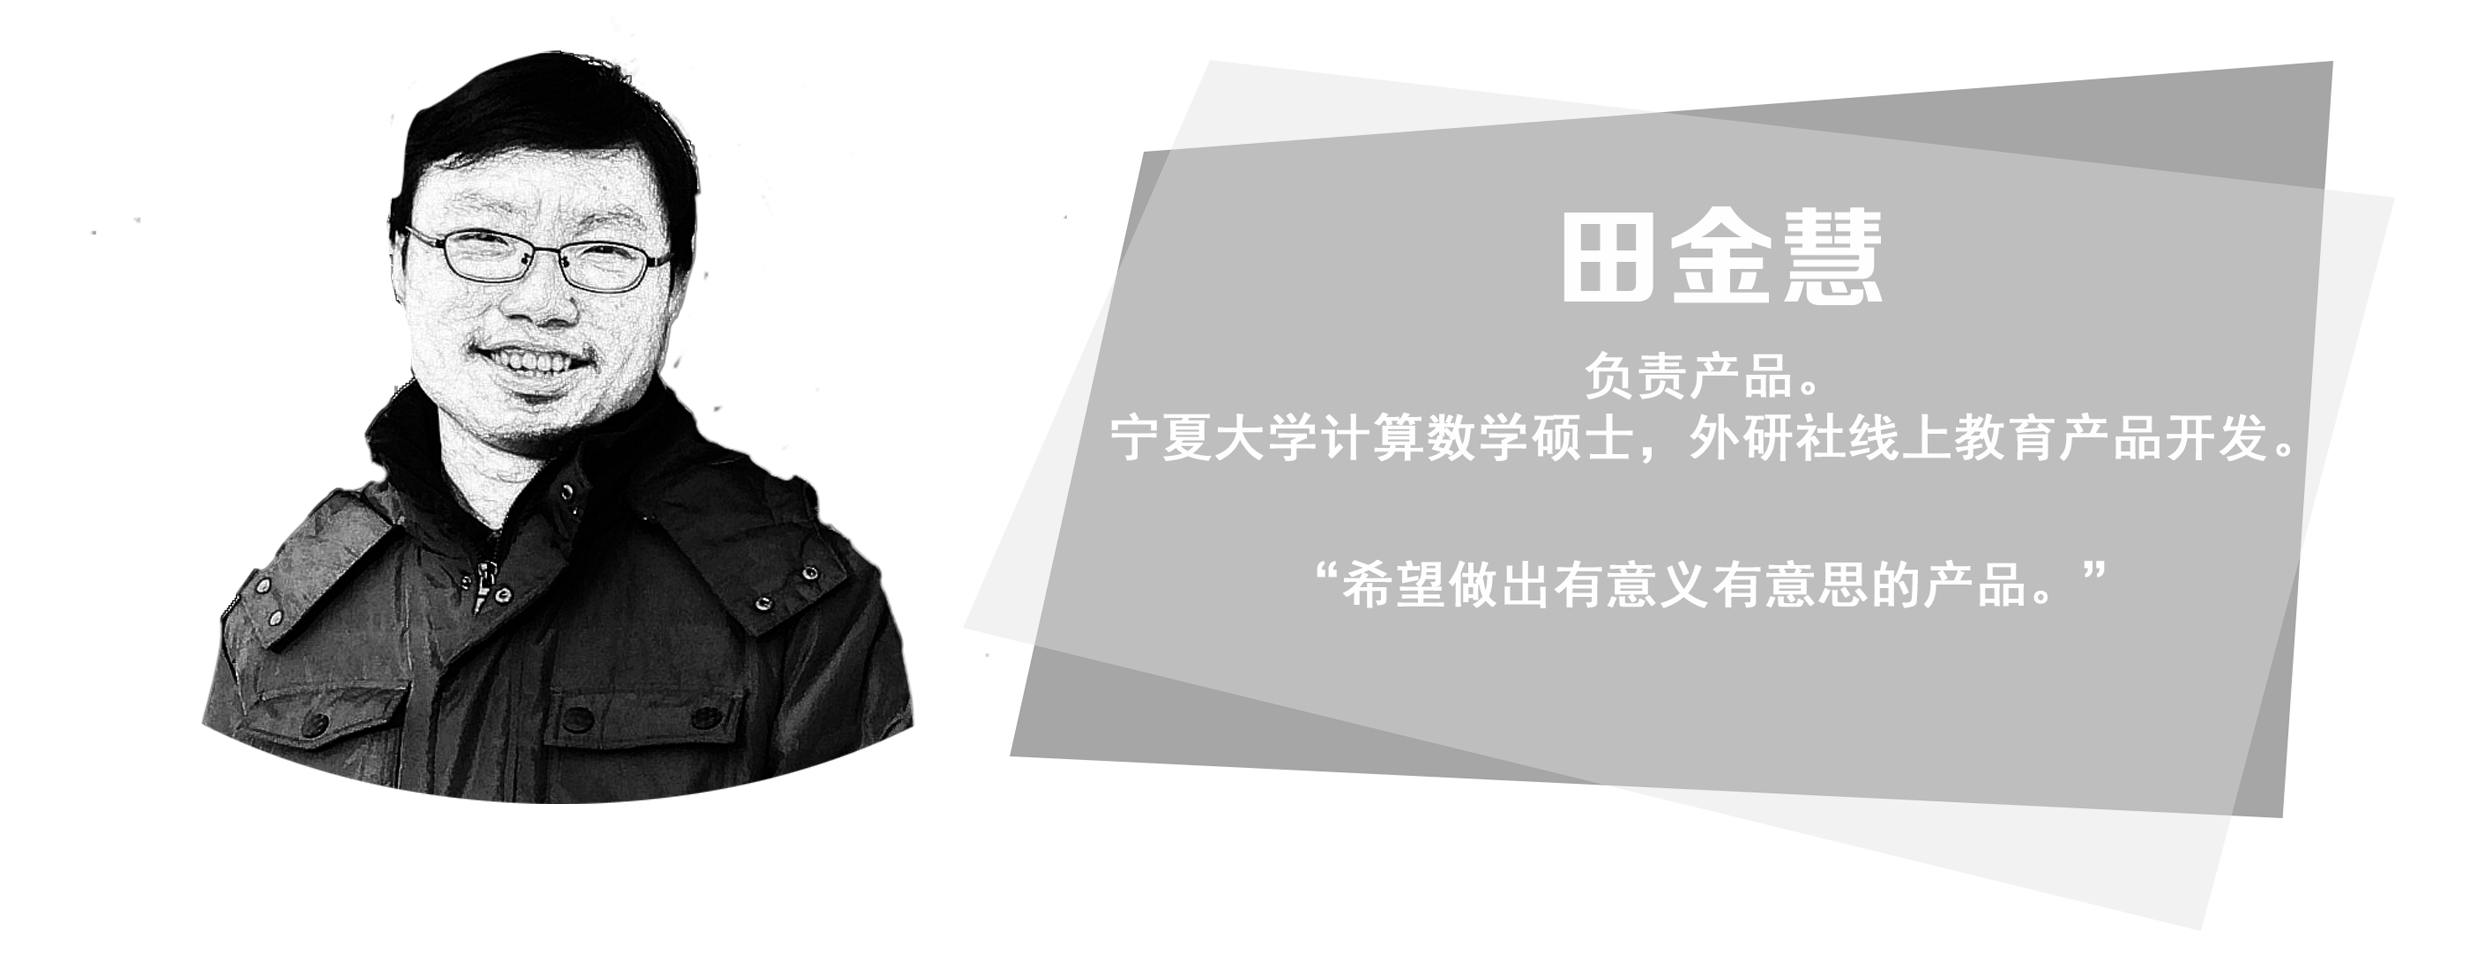 田金慧
负责产品。
宁夏大学计算数学硕士，外研社线上教育产品开发。
“希望做出有意义有意思的产品。”